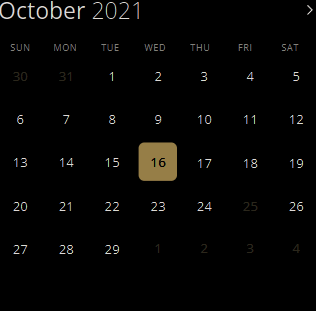 October 2021
SUN MON TUE WED THU FRI SAT
30 31 1 2 3 4 5
6 7 8 9 10 11 12
13 14 15 16 17 18 19
20 21 22 23 24 25 26
27 28 29 1 2 3 4